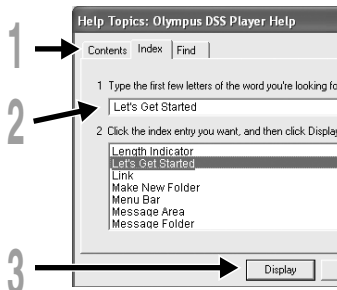 Help Topics: Olympus DSS Player Help
1
Contents Index Find
1 Type the first few letters of the word you're looking fo
2
Let's Get Started
2 Click the index entry you want, and then click Display
Length Indicator
Let's Get Started
Link
Make New Folder
Menu Bar
Message Area
Message Folder
3
Display